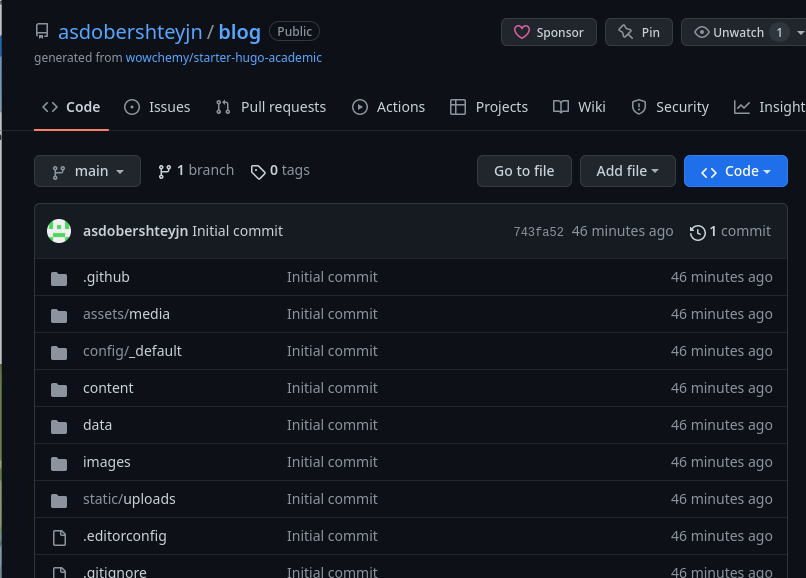 asdobershteyjn / blog Public Sponsor Pin Unwatch 1
generated from wowchemy/starter-hugo-academic
Code Issues Pull requests Actions Projects Wiki Security Insight
main 1 branch 0 tags Go to file Add file Code
asdobershteyjn Initial commit 743fa52 46 minutes ago 1 commit
.github Initial commit 46 minutes ago
assets/media Initial commit 46 minutes ago
config/_default Initial commit 46 minutes ago
content Initial commit 46 minutes ago
data Initial commit 46 minutes ago
images Initial commit 46 minutes ago
static/uploads Initial commit 46 minutes ago
.editorconfig Initial commit 46 minutes ago
.gitignore Initial commit 46 minutes ago